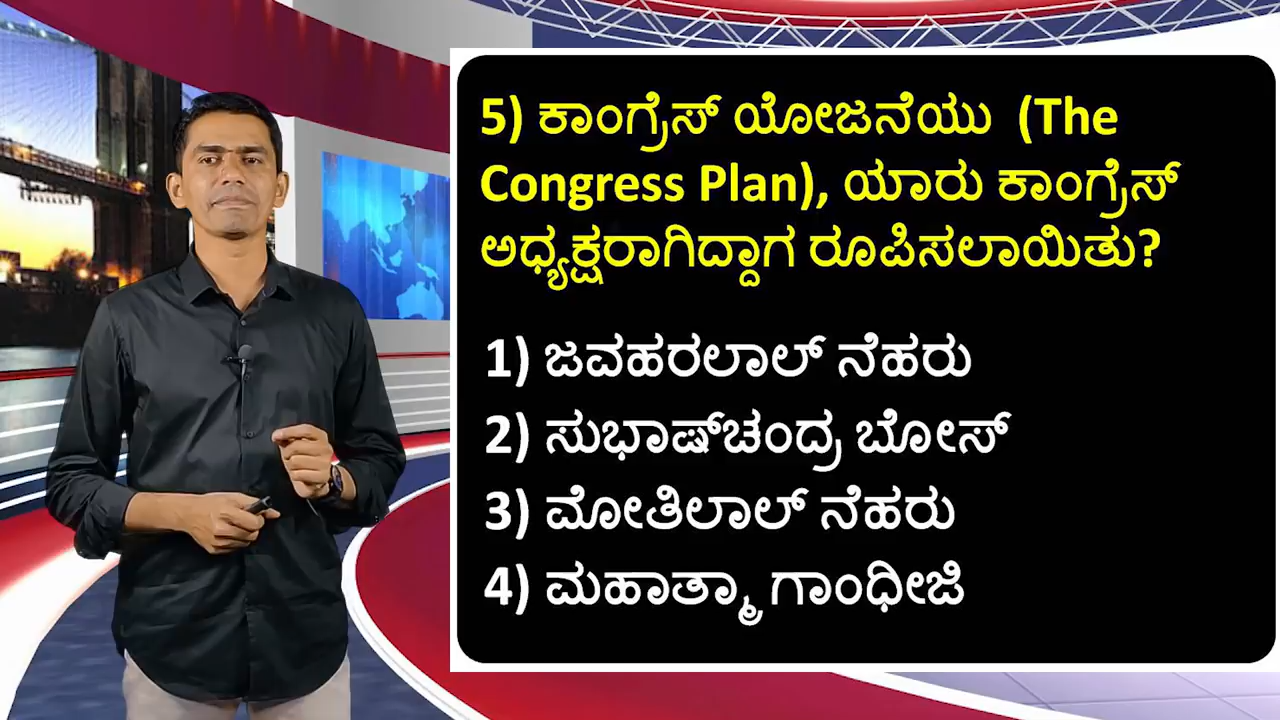 5) ಕಾಂಗ್ರೆಸ್ ಯೋಜನೆಯು (The
Congress Plan), ಯಾರು ಕಾಂಗ್ರೆಸ್
ಅಧ್ಯಕ್ಷರಾಗಿದ್ದಾಗ ರೂಪಿಸಲಾಯಿತು?
1) ಜವಹರಲಾಲ್ ನೆಹರು
2) ಸುಭಾಷ್‌ಚಂದ್ರ ಬೋಸ್
3) ಮೋತಿಲಾಲ್ ನೆಹರು
4) ಮಹಾತ್ಮಾ ಗಾಂಧೀಜಿ